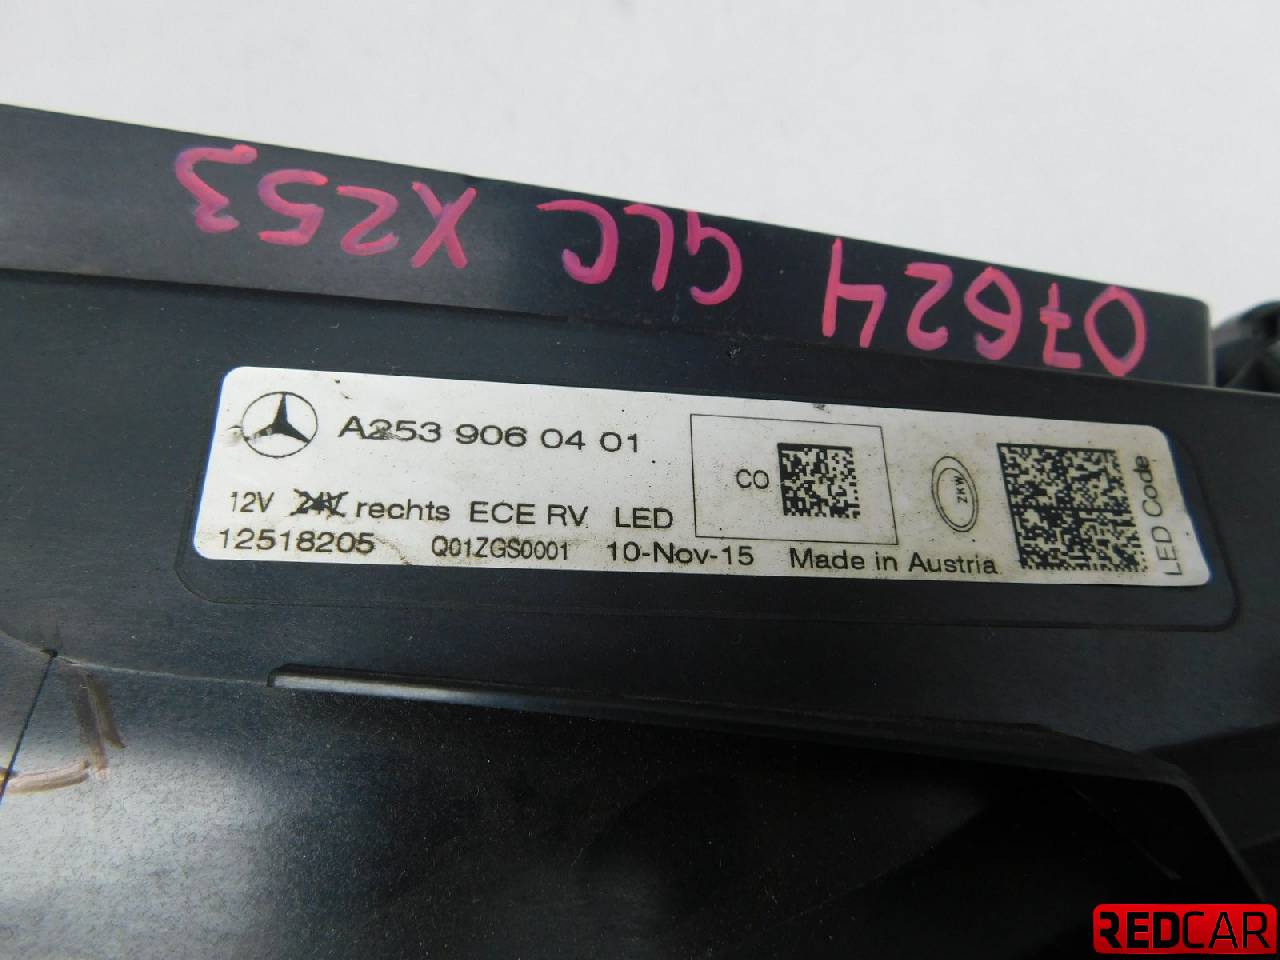 07624 GLC X253
A253 906 04 01
12V 24V rechts ECE RV LED
12518205 Q01ZGS0001 10-Nov-15 Made in Austria
CO
ZKW
LED Code
REDCAR